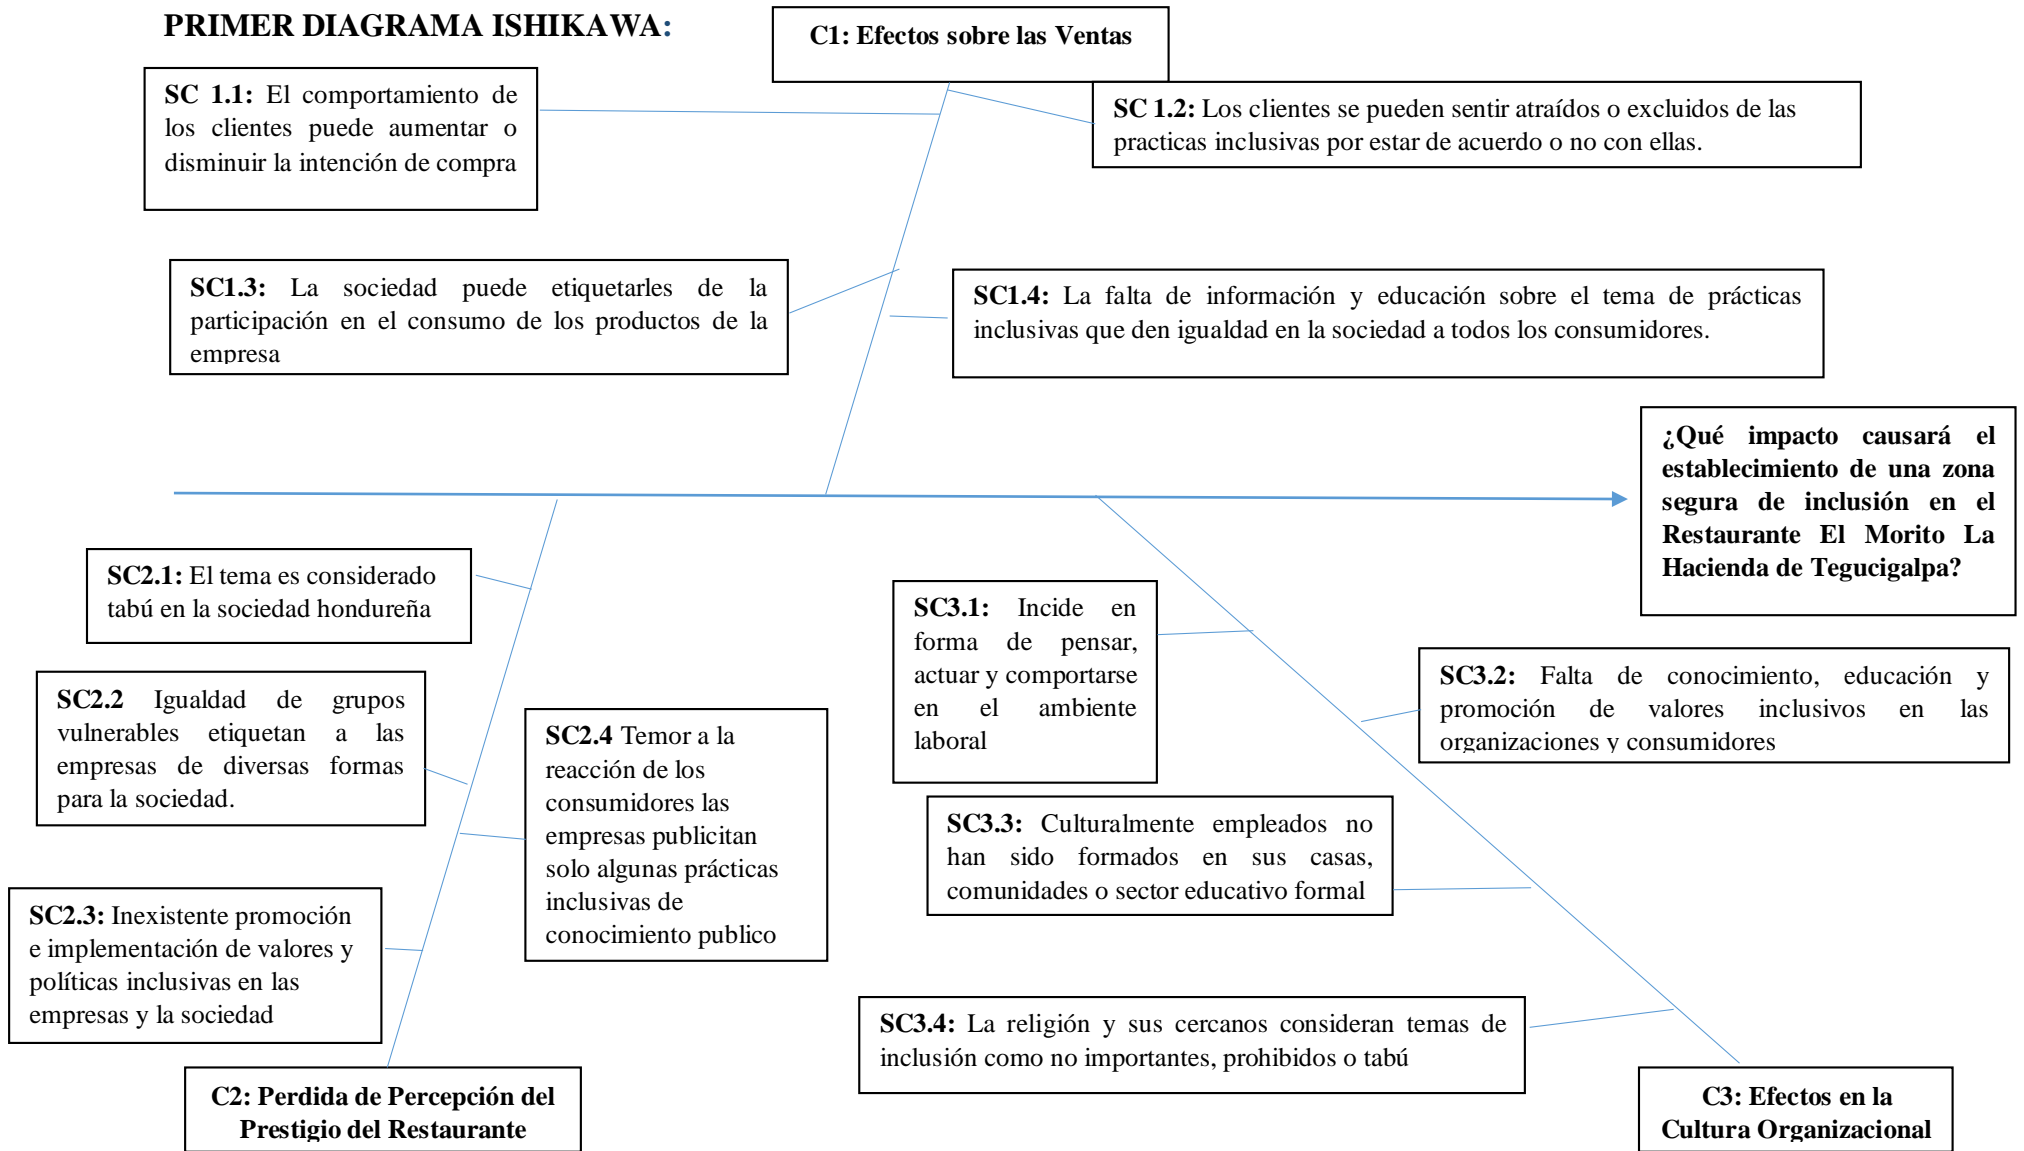 PRIMER DIAGRAMA ISHIKAWA:
C1: Efectos sobre las Ventas
SC 1.1: El comportamiento de
los clientes puede aumentar o
disminuir la intención de compra
SC 1.2: Los clientes se pueden sentir atraídos o excluidos de las
practicas inclusivas por estar de acuerdo o no con ellas.
SC1.3: La sociedad puede etiquetarles de la
participación en el consumo de los productos de la
empresa
SC1.4: La falta de información y educación sobre el tema de prácticas
inclusivas que den igualdad en la sociedad a todos los consumidores.
¿Qué impacto causará el
establecimiento de una zona
segura de inclusión en el
Restaurante El Morito La
Hacienda de Tegucigalpa?
SC2.1: El tema es considerado
tabú en la sociedad hondureña
SC2.2 Igualdad de grupos
vulnerables etiquetan a las
empresas de diversas formas
para la sociedad.
SC2.4 Temor a la
reacción de los
consumidores las
empresas publicitan
solo algunas prácticas
inclusivas de
conocimiento publico
SC2.3: Inexistente promoción
e implementación de valores y
políticas inclusivas en las
empresas y la sociedad
C2: Perdida de Percepción del
Prestigio del Restaurante
SC3.1: Incide en
forma de pensar,
actuar y comportarse
en el ambiente
laboral
SC3.2: Falta de conocimiento, educación y
promoción de valores inclusivos en las
organizaciones y consumidores
SC3.3: Culturalmente empleados no
han sido formados en sus casas,
comunidades o sector educativo formal
SC3.4: La religión y sus cercanos consideran temas de
inclusión como no importantes, prohibidos o tabú
C3: Efectos en la
Cultura Organizacional